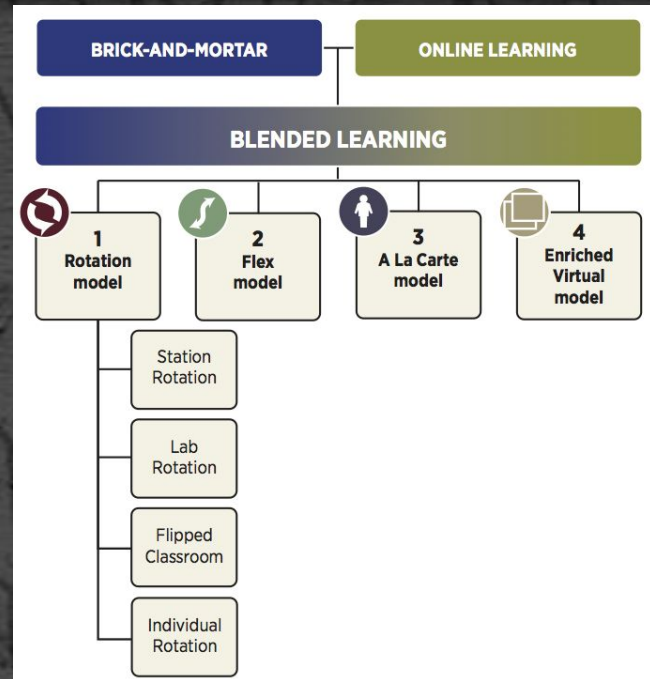 BRICK-AND-MORTAR
ONLINE LEARNING
BLENDED LEARNING
1
Rotation
model
2
Flex
model
3
A La Carte
model
4
Enriched
Virtual
model
Station
Rotation
Lab
Rotation
Flipped
Classroom
Individual
Rotation